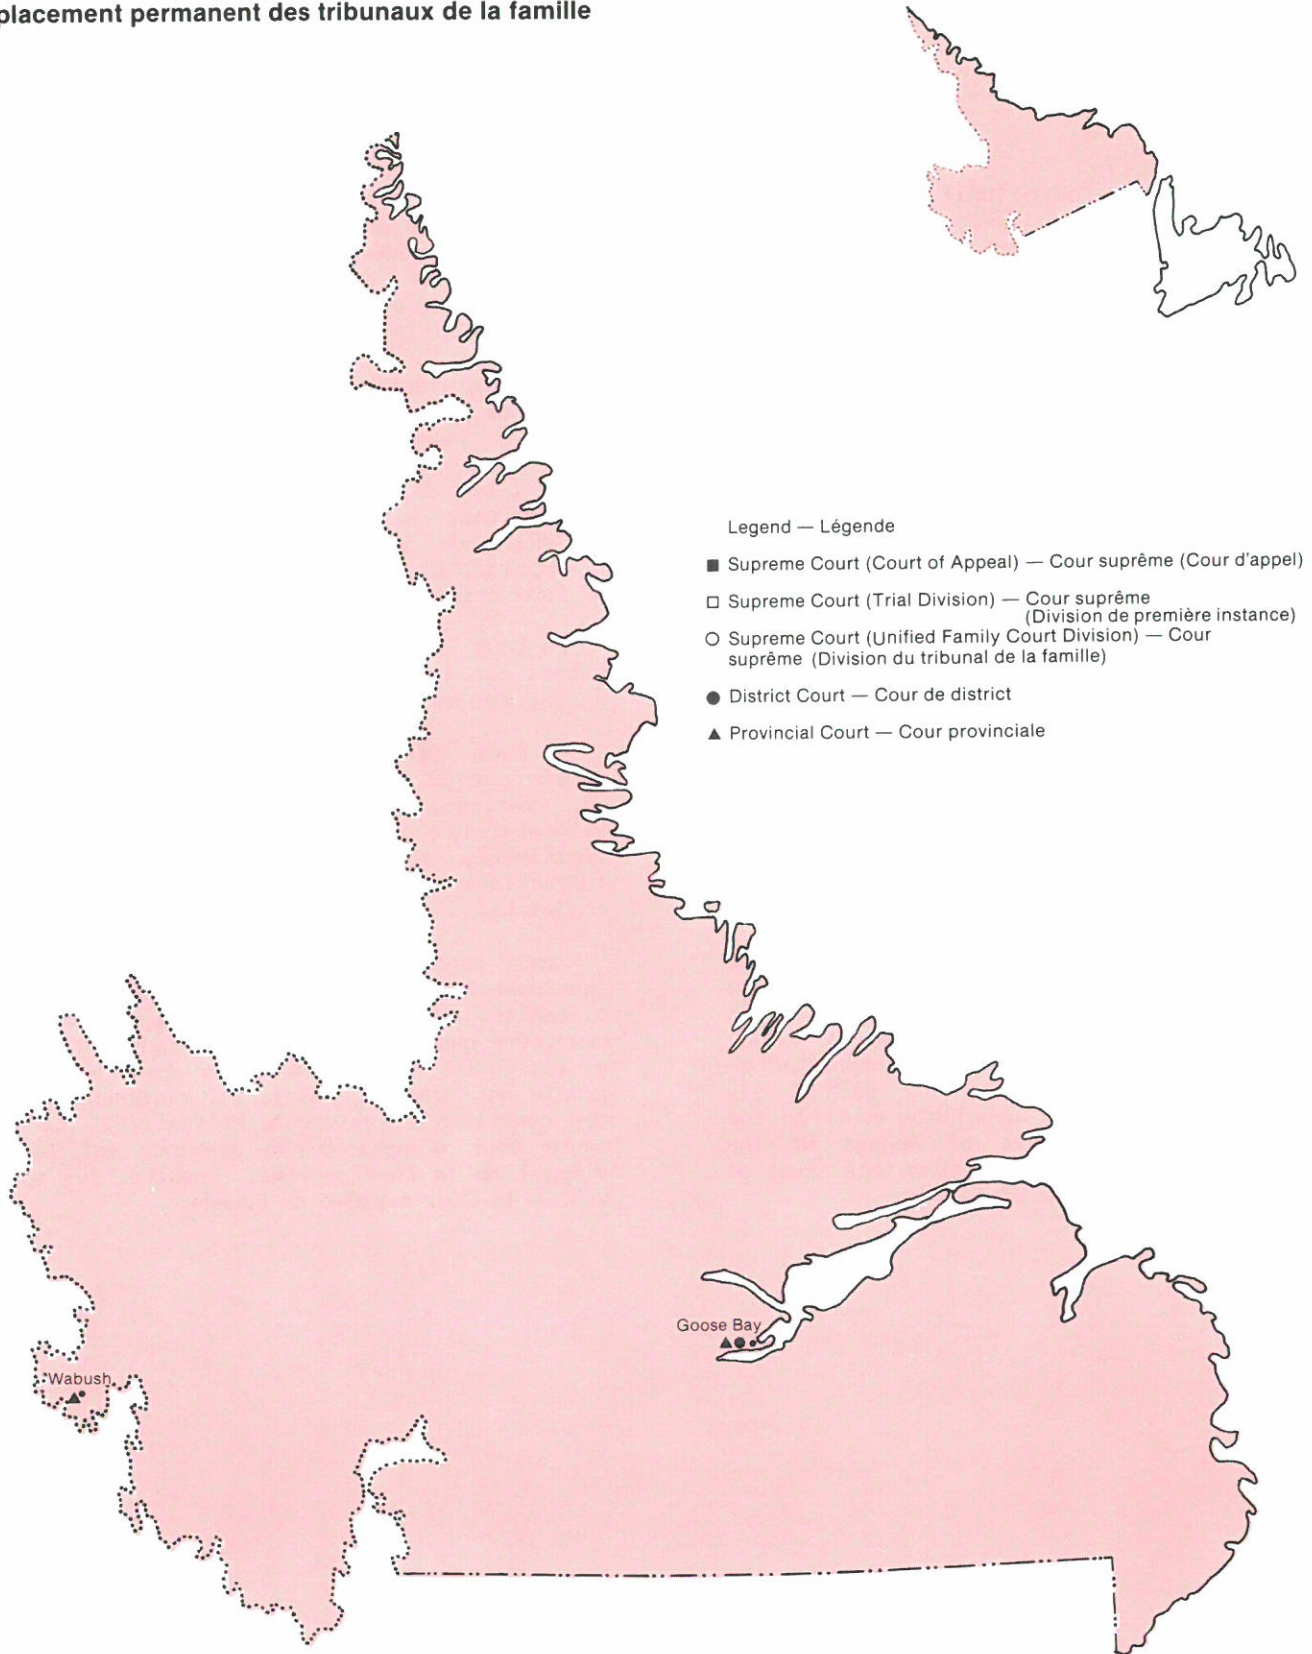 placement permanent des tribunaux de la famille
Legend — Légende
■ Supreme Court (Court of Appeal) — Cour suprême (Cour d'appel)
□ Supreme Court (Trial Division) — Cour suprême
(Division de première instance)
○ Supreme Court (Unified Family Court Division) — Cour
suprême (Division du tribunal de la famille)
● District Court — Cour de district
▲ Provincial Court — Cour provinciale
Goose Bay
Wabush